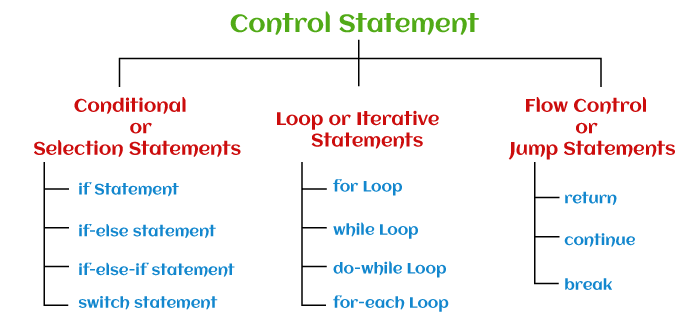 Control Statement
Conditional
or
Selection Statements
if Statement
if-else statement
if-else-if statement
switch statement
Loop or Iterative
Statements
for Loop
while Loop
do-while Loop
for-each Loop
Flow Control
or
Jump Statements
return
continue
break